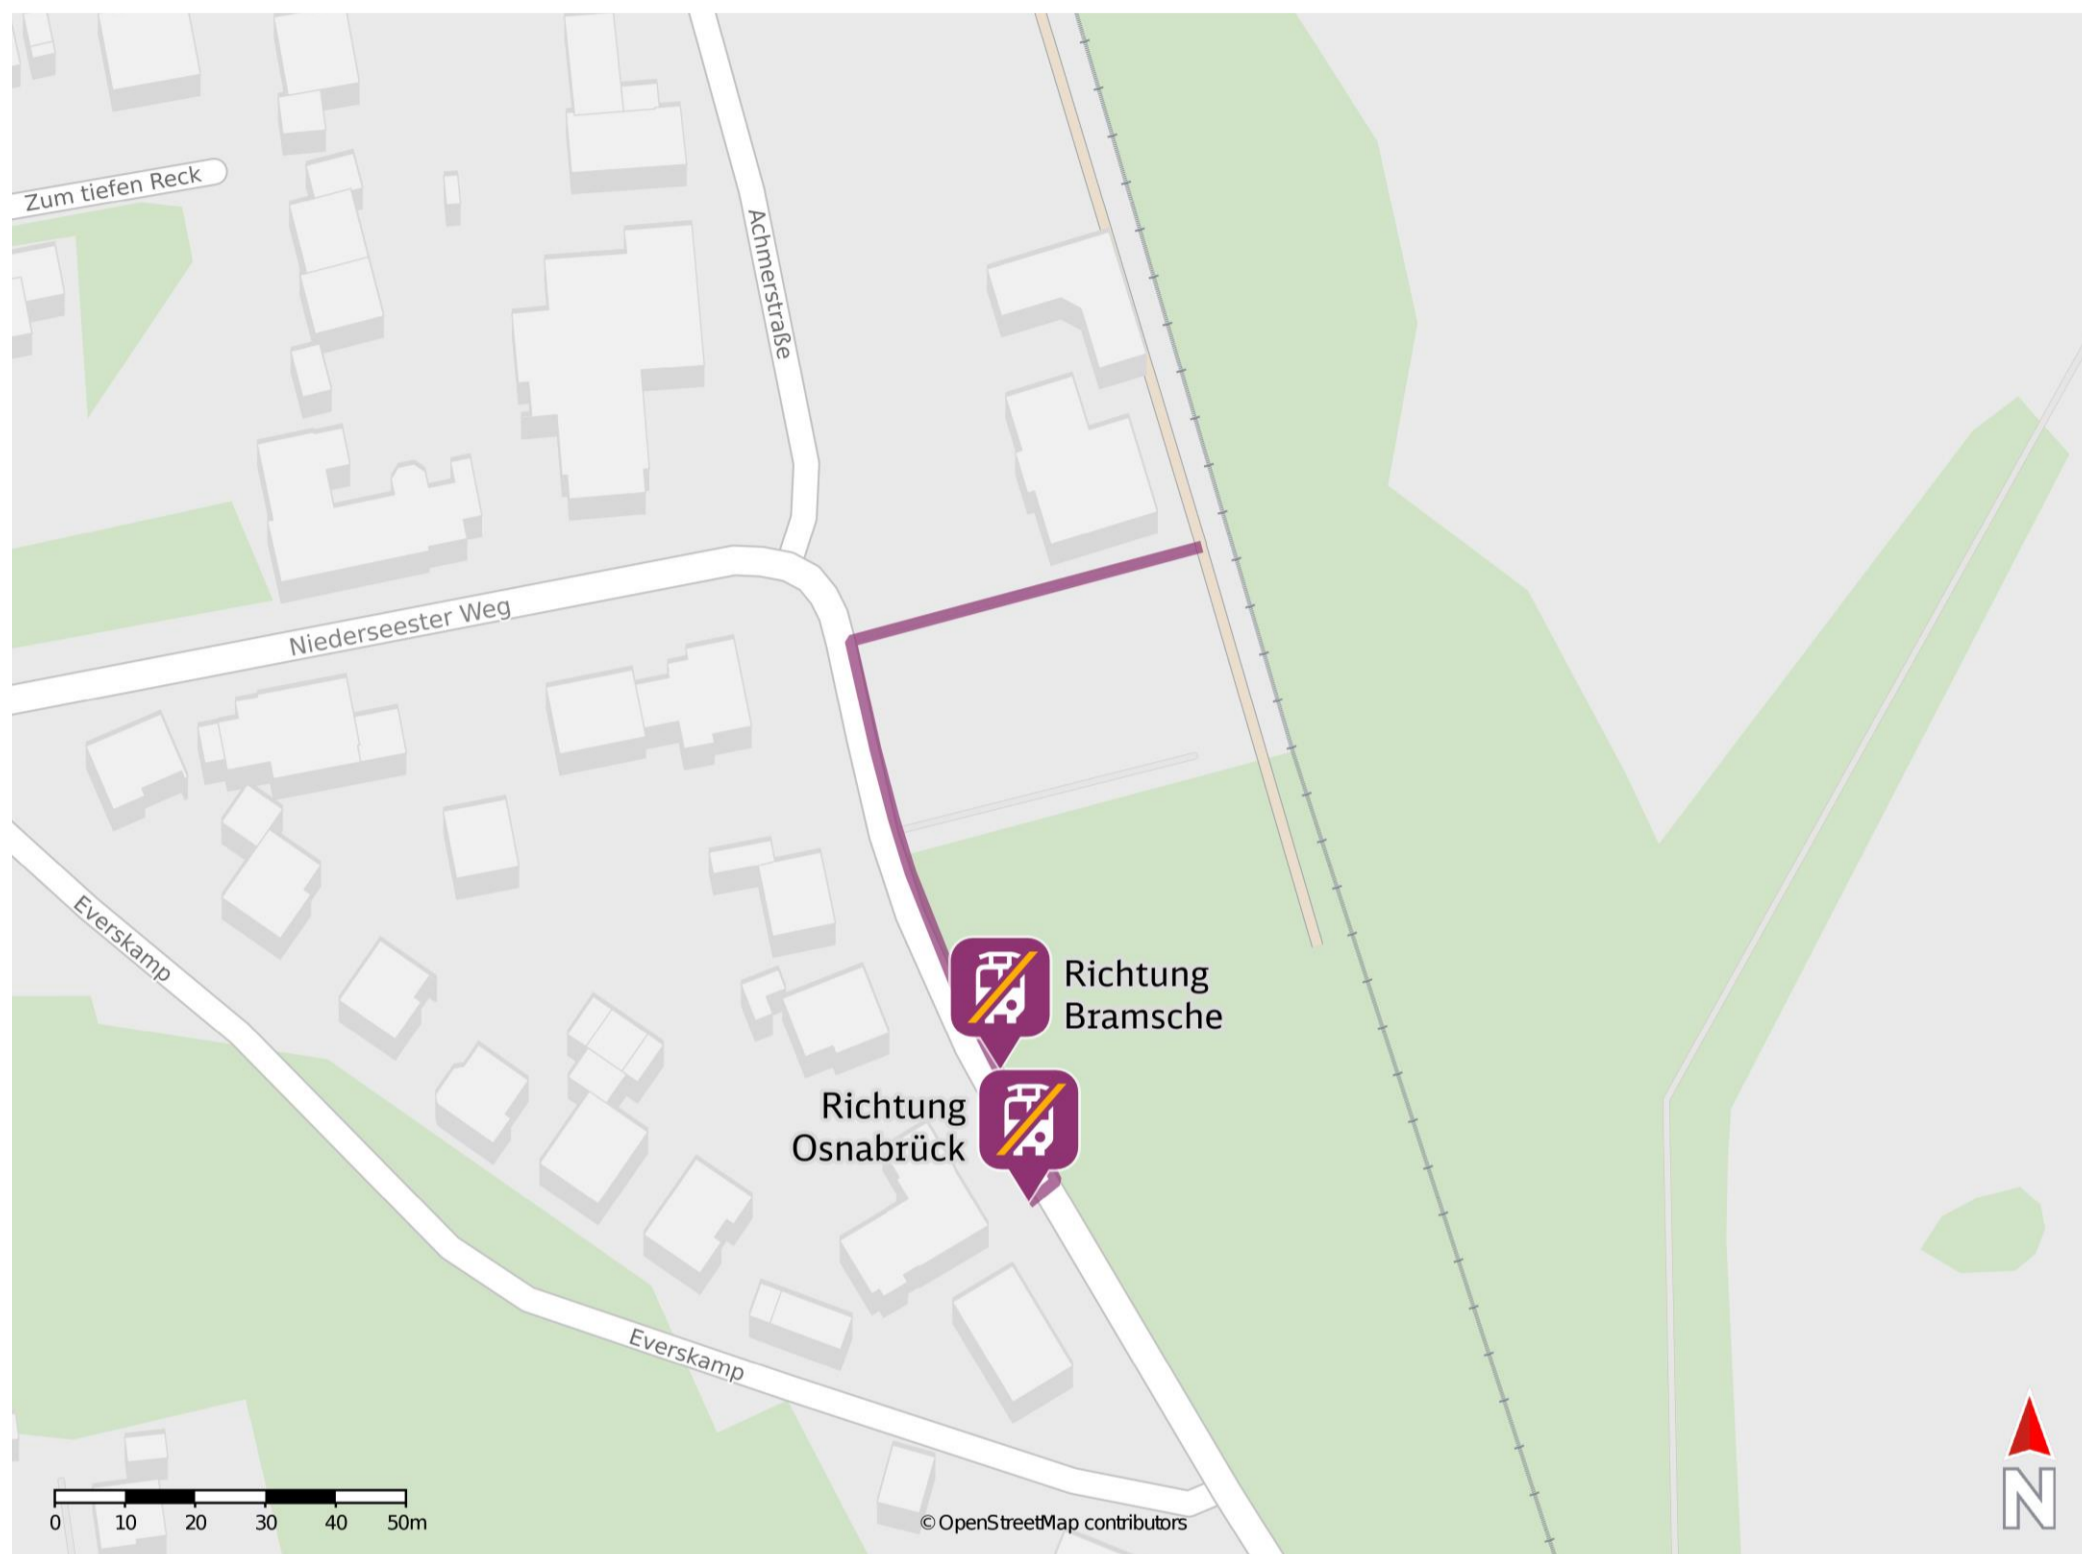 Zum tiefen Reck
Achmerstraße
Niederseester Weg
Everskamp
Richtung
Bramsche
Richtung
Osnabrück
Everskamp
0 10 20 30 40 50m
© OpenStreetMap contributors
N